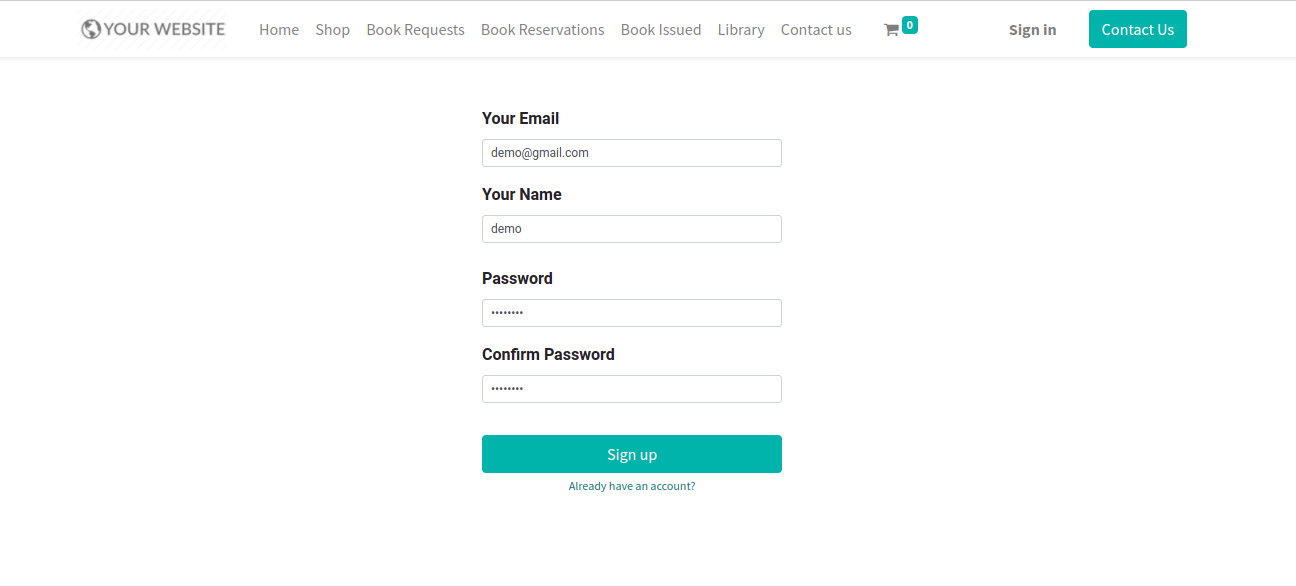 YOUR WEBSITE Home Shop Book Requests Book Reservations Book Issued Library Contact us 0 Sign in Contact Us
Your Email
demo@gmail.com
Your Name
demo
Password
••••••••
Confirm Password
••••••••
Sign up
Already have an account?